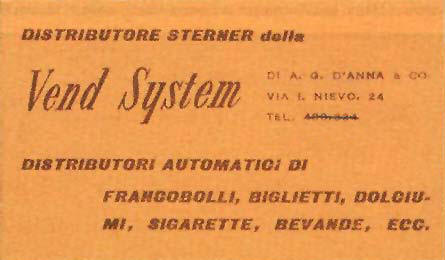 DISTRIBUTORE STERNER della
Vend System
DI A. G. D'ANNA & CO.
VIA I. NIEVO, 24
TEL.
DISTRIBUTORI AUTOMATICI DI
FRANCOBOLLI, BIGLIETTI, DOLCIU-
MI, SIGARETTE, BEVANDE, ECC.